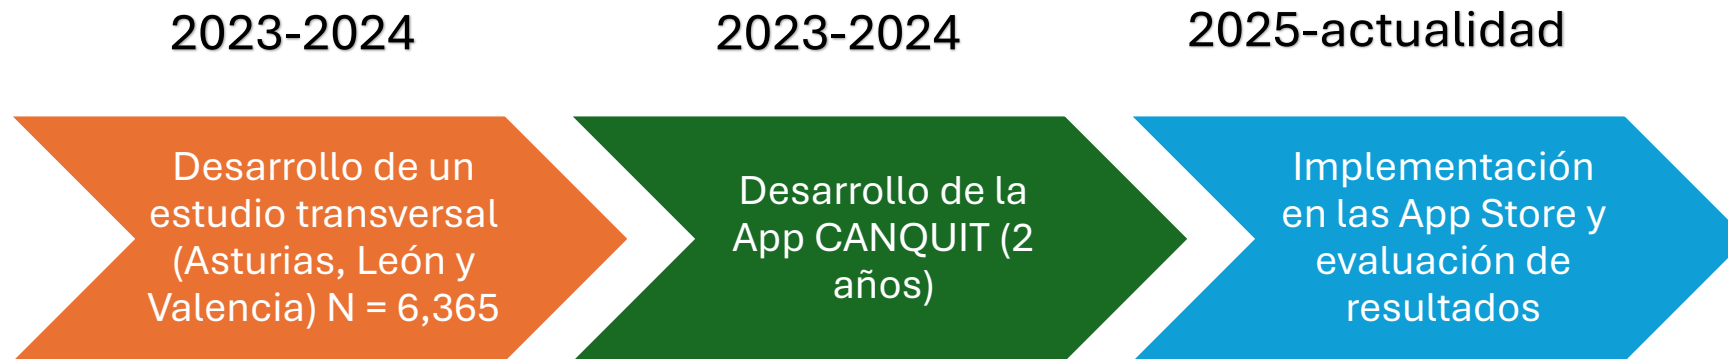 2023-2024
2023-2024
2025-actualidad
Desarrollo de un
estudio transversal
(Asturias, León y
Valencia) N = 6,365
Desarrollo de la
App CANQUIT (2
años)
Implementación
en las App Store y
evaluación de
resultados